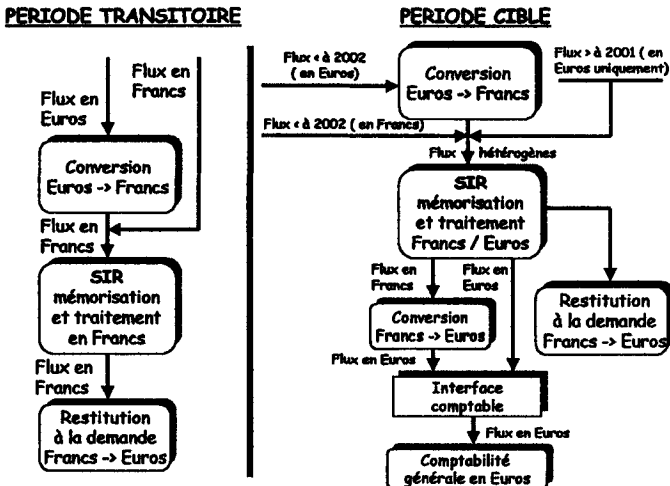 PERIODE TRANSITOIRE
Flux en
Francs
Flux en
Euros
Conversion
Euros -> Francs
Flux en
Francs
SIR
mémorisation
et traitement
en Francs
Flux en
Francs
Restitution
à la demande
Francs -> Euros
PERIODE CIBLE
Flux < à 2002
( en Euros)
Conversion
Euros -> Francs
Flux > à 2001 ( en
Euros uniquement)
Flux < à 2002 ( en Francs)
Flux hétérogènes
SIR
mémorisation
et traitement
Francs / Euros
Flux en
Francs
Flux en
Euros
Conversion
Francs -> Euros
Restitution
à la demande
Francs -> Euros
Flux en Euros
Interface
comptable
Flux en Euros
Comptabilité
générale en Euros